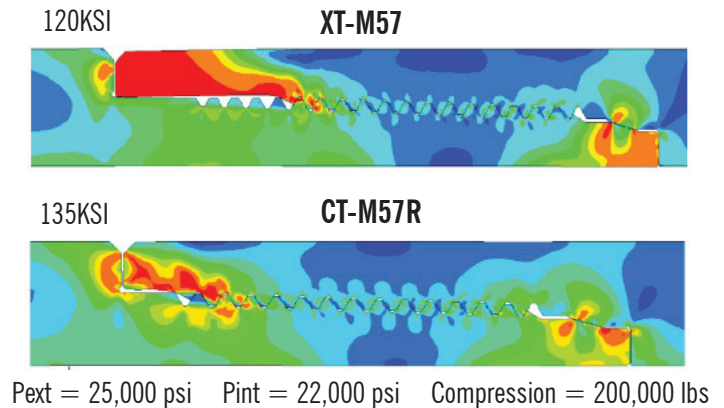 120KSI XT-M57
135KSI CT-M57R
Pext = 25,000 psi Pint = 22,000 psi Compression = 200,000 lbs